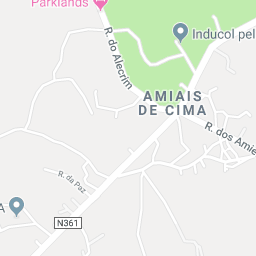 Parklands
Inducol pel
R. do Alecrim
AMIAIS
DE CIMA
R. dos Amie
R. da Paz
A
N361